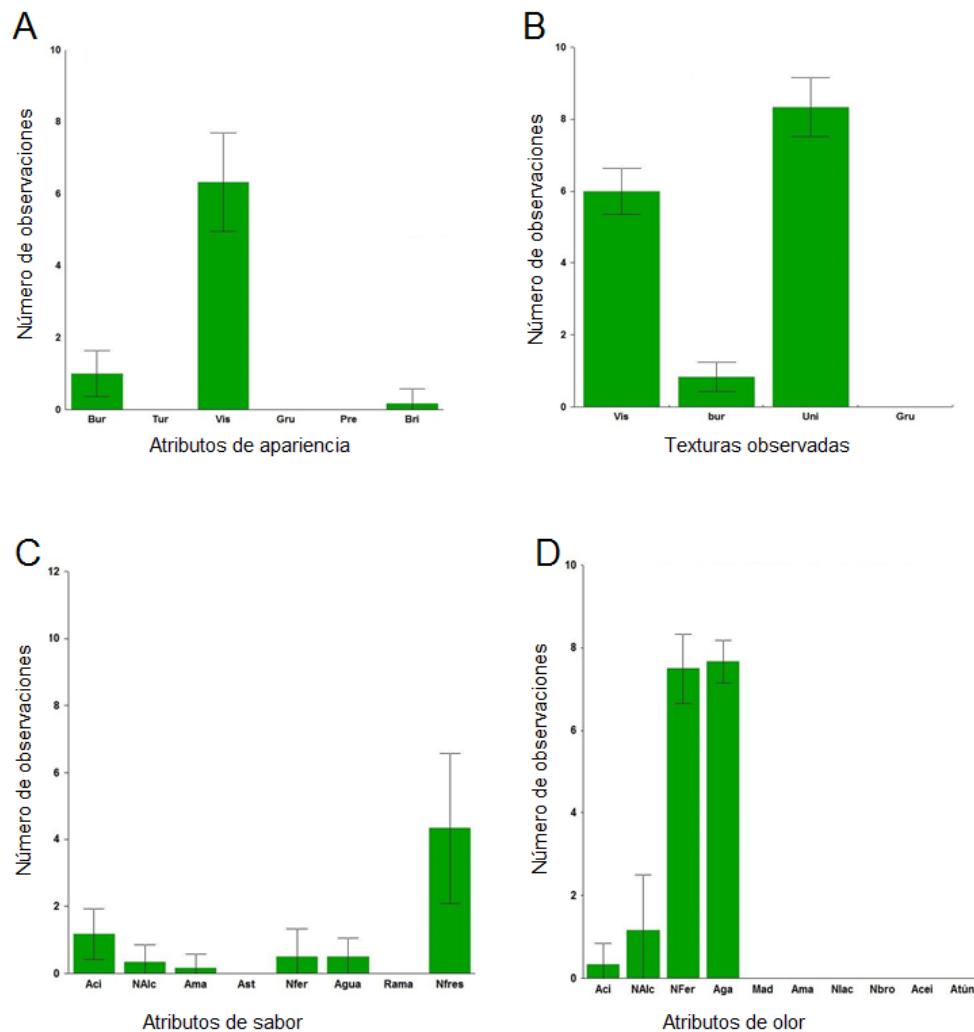 A
10
8
6
4
2
0
Número de observaciones
Bur Tur Vis Gru Pre Bri
Atributos de apariencia
B
10
8
6
4
2
0
Número de observaciones
Vis bur Uni Gru
Texturas observadas
C
12
10
8
6
4
2
0
Número de observaciones
Aci NAlc Ama Ast Nfer Agua Rama Nfres
Atributos de sabor
D
10
8
6
4
2
0
Número de observaciones
Aci NAlc NFer Aga Mad Ama Nlac Nbro Acei Atún
Atributos de olor